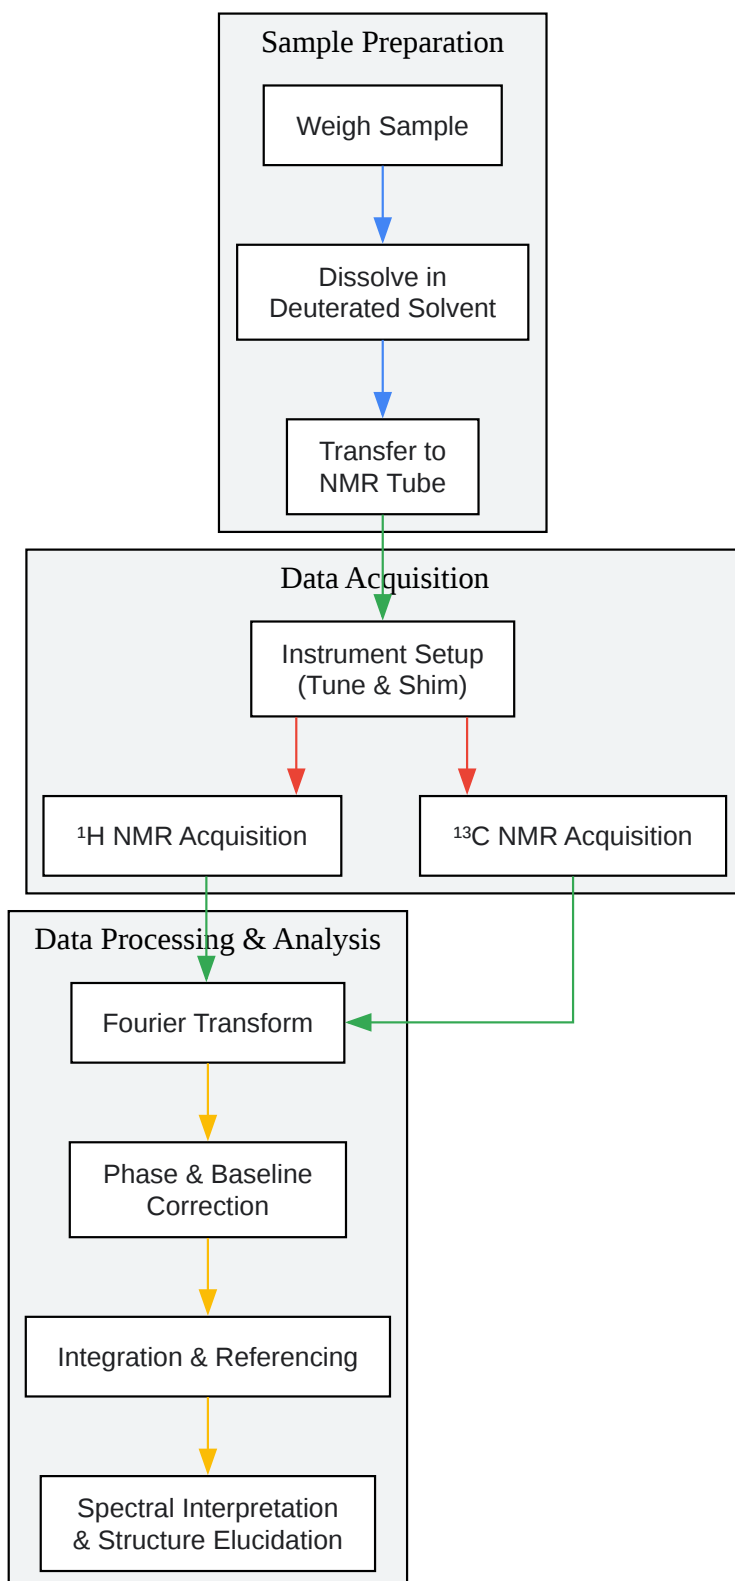 Sample Preparation
Weigh Sample
Dissolve in
Deuterated Solvent
Transfer to
NMR Tube
Data Acquisition
Instrument Setup
(Tune & Shim)
¹H NMR Acquisition
¹³C NMR Acquisition
Data Processing & Analysis
Fourier Transform
Phase & Baseline
Correction
Integration & Referencing
Spectral Interpretation
& Structure Elucidation